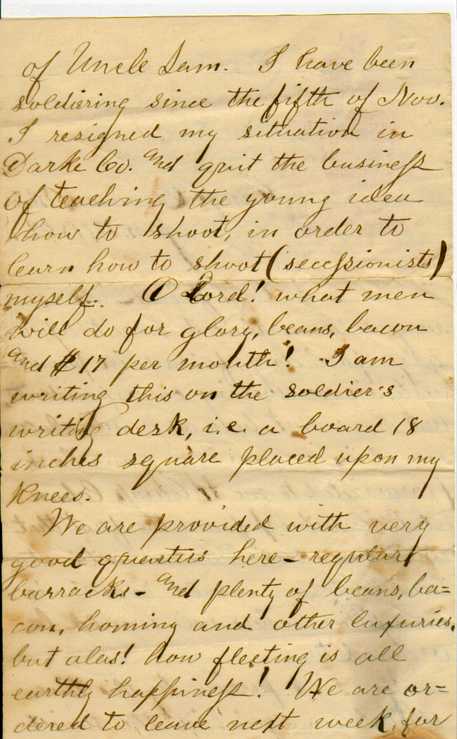 of Uncle Sam. I have been
soldiering since the fifth of Nov.
I resigned my situation in
Darke Co. and quit the business
of teaching the young idea
how to shoot, in order to
learn how to shoot (secessionists)
myself. O Lord! what men
will do for glory, beans, bacon
and $17 per month! I am
writing this on the soldier's
writing desk, i.e. a board 18
inches square placed upon my
knees.
We are provided with very
good quarters here - regular
barracks - and plenty of beans, ba=
con, hominy and other luxuries,
but alas! how fleeting is all
earthly happiness! We are or=
dered to leave next week, for